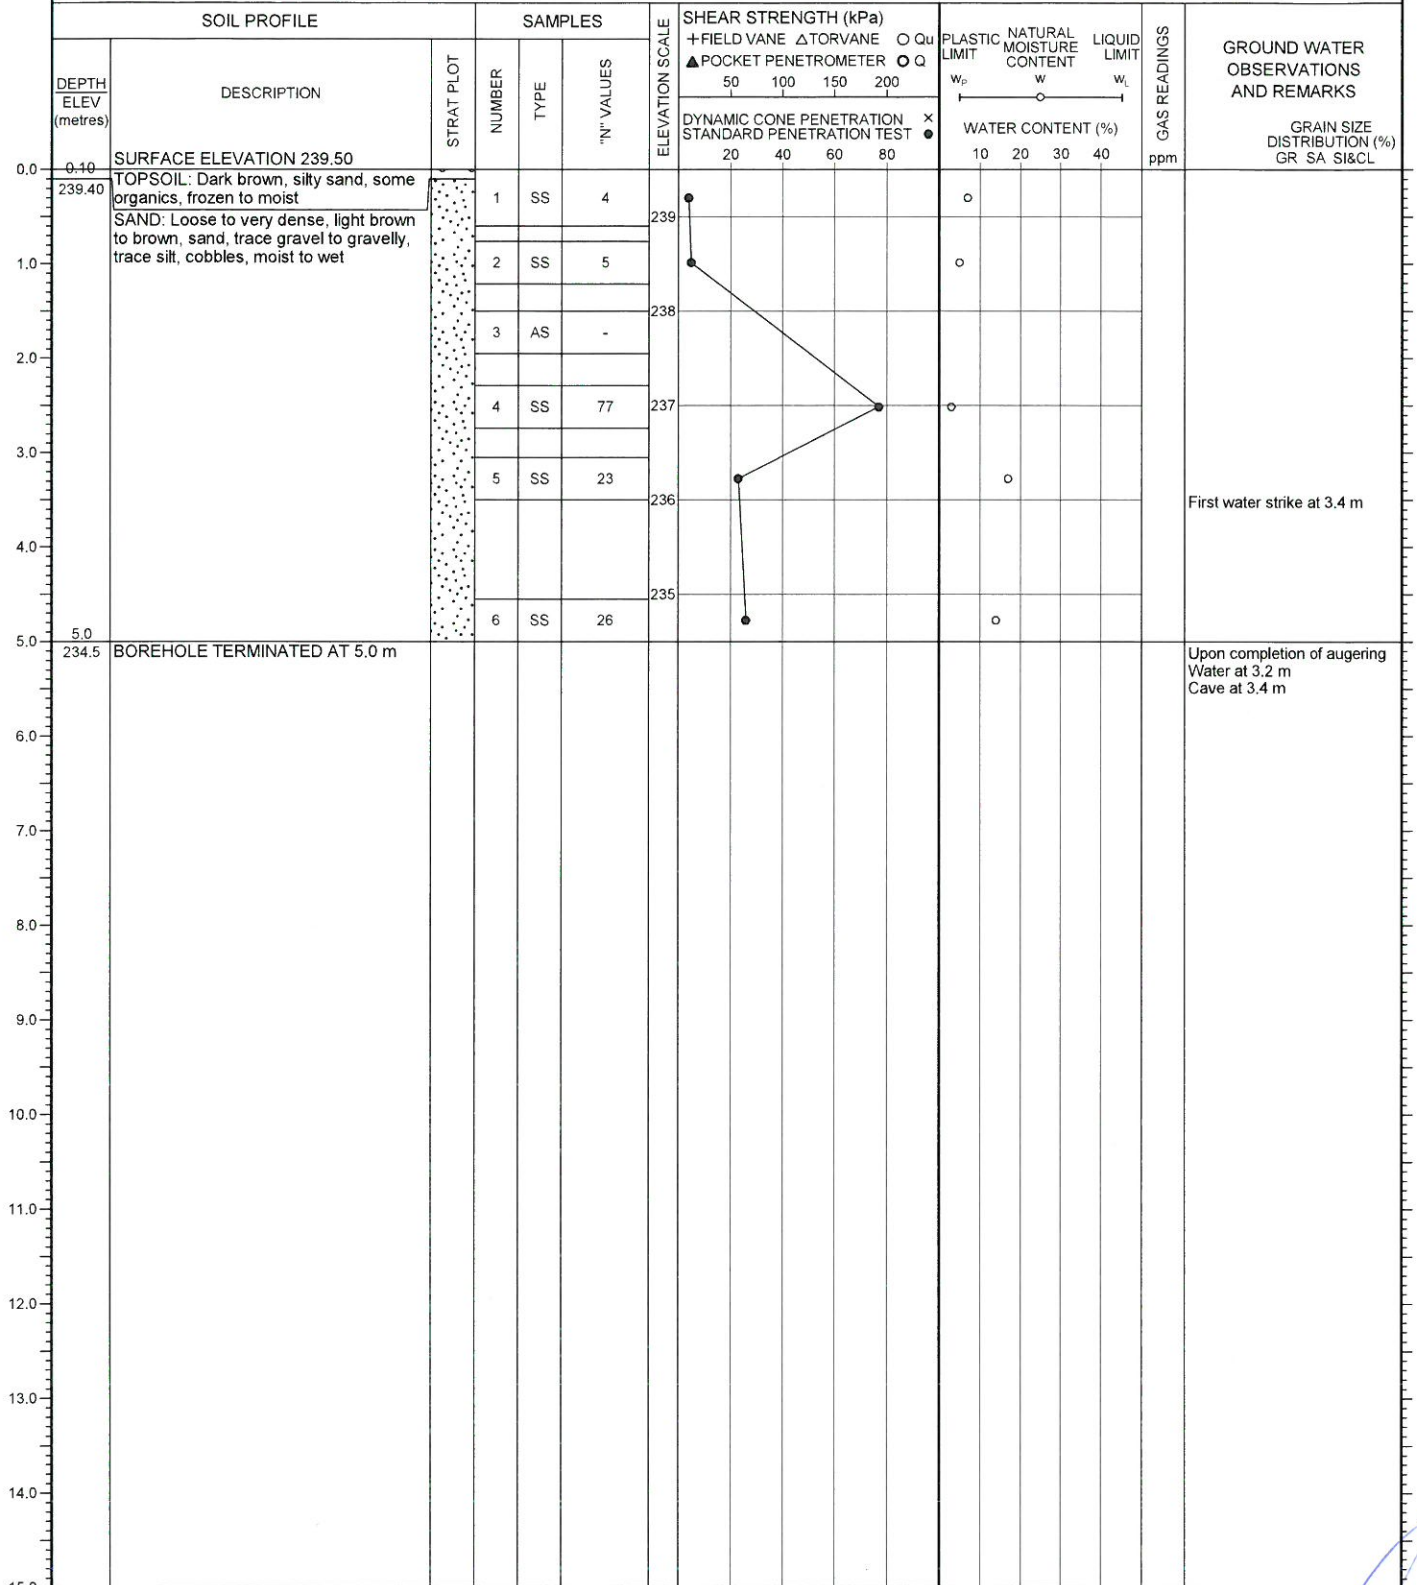 SOIL PROFILE
SAMPLES
ELEVATION SCALE
SHEAR STRENGTH (kPa)
+FIELD VANE △TORVANE ○ Qu
▲POCKET PENETROMETER ○ Q
50 100 150 200
DYNAMIC CONE PENETRATION ×
STANDARD PENETRATION TEST ●
20 40 60 80
PLASTIC LIMIT
NATURAL MOISTURE CONTENT
LIQUID LIMIT
wP w wL
WATER CONTENT (%)
10 20 30 40
GAS READINGS
ppm
GROUND WATER
OBSERVATIONS
AND REMARKS
GRAIN SIZE
DISTRIBUTION (%)
GR SA SI&CL
DEPTH
ELEV
(metres)
DESCRIPTION
STRAT PLOT
NUMBER
TYPE
"N" VALUES
SURFACE ELEVATION 239.50
0.0
0.10
239.40
TOPSOIL: Dark brown, silty sand, some
organics, frozen to moist
SAND: Loose to very dense, light brown
to brown, sand, trace gravel to gravelly,
trace silt, cobbles, moist to wet
1 SS 4
239
1.0
2 SS 5
238
3 AS -
2.0
4 SS 77
237
3.0
5 SS 23
236
First water strike at 3.4 m
4.0
235
6 SS 26
5.0
5.0
234.5
BOREHOLE TERMINATED AT 5.0 m
Upon completion of augering
Water at 3.2 m
Cave at 3.4 m
6.0
7.0
8.0
9.0
10.0
11.0
12.0
13.0
14.0